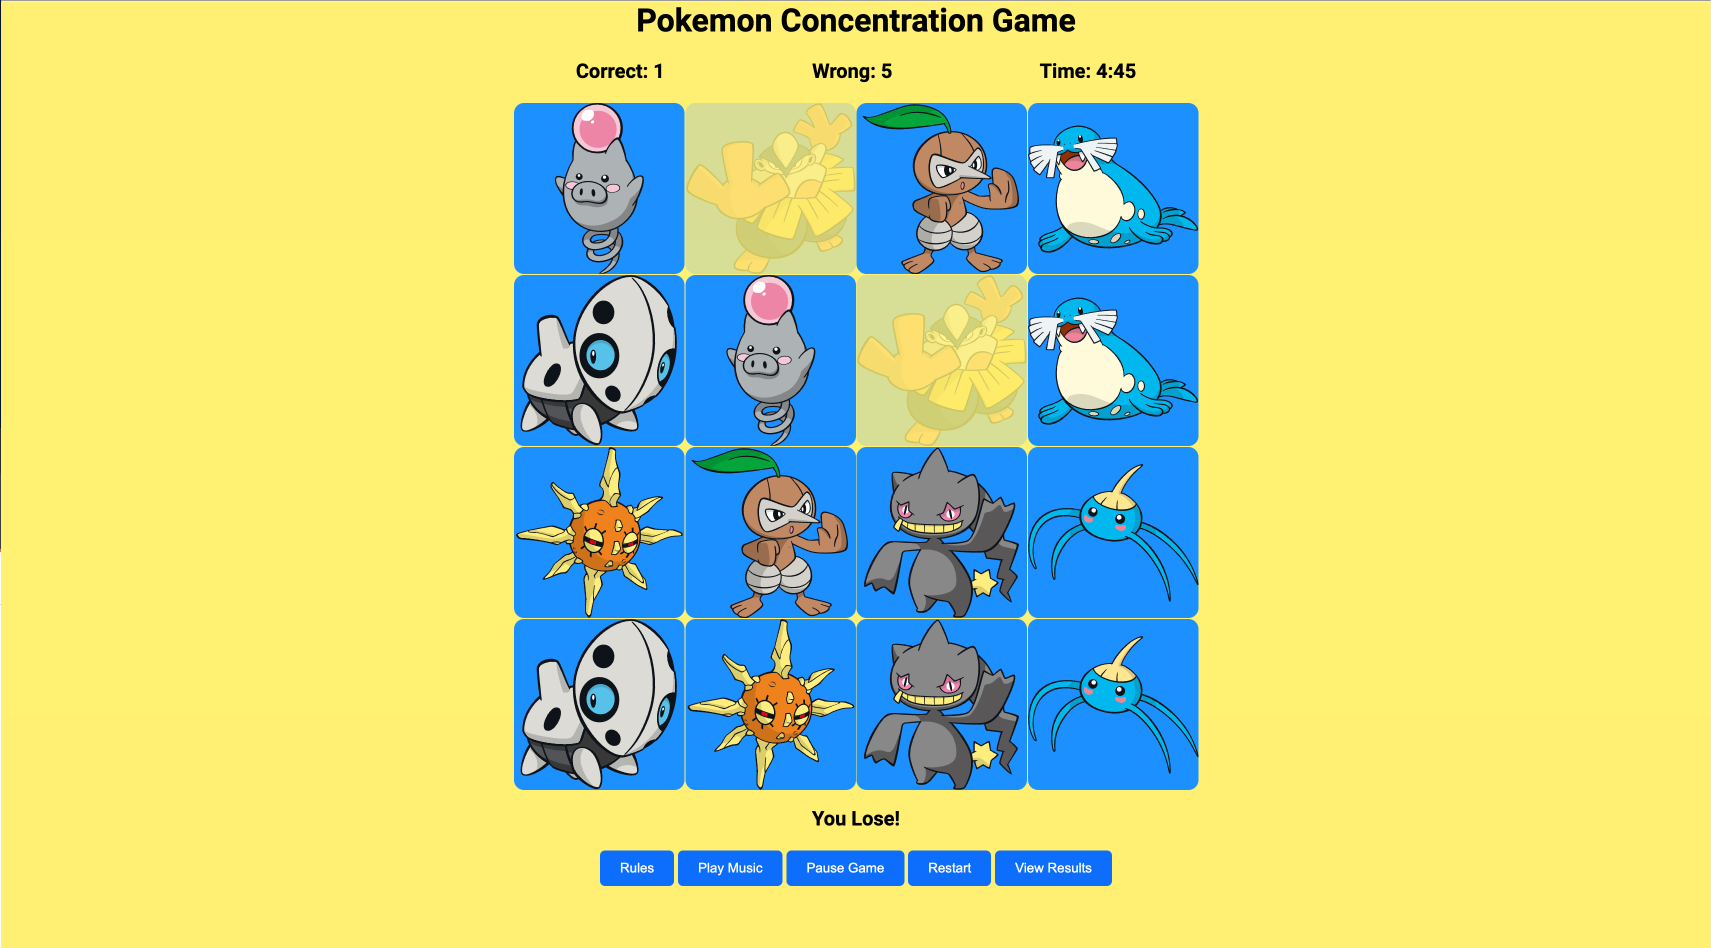 Pokemon Concentration Game
Correct: 1 Wrong: 5 Time: 4:45
You Lose!
Rules Play Music Pause Game Restart View Results